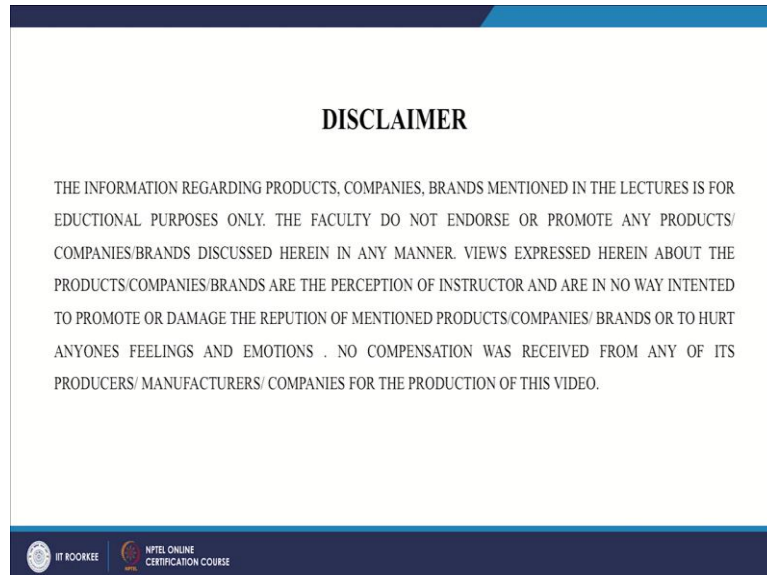 DISCLAIMER
THE INFORMATION REGARDING PRODUCTS, COMPANIES, BRANDS MENTIONED IN THE LECTURES IS FOR
EDUCTIONAL PURPOSES ONLY. THE FACULTY DO NOT ENDORSE OR PROMOTE ANY PRODUCTS/
COMPANIES/BRANDS DISCUSSED HEREIN IN ANY MANNER. VIEWS EXPRESSED HEREIN ABOUT THE
PRODUCTS/COMPANIES/BRANDS ARE THE PERCEPTION OF INSTRUCTOR AND ARE IN NO WAY INTENTED
TO PROMOTE OR DAMAGE THE REPUTION OF MENTIONED PRODUCTS/COMPANIES/ BRANDS OR TO HURT
ANYONES FEELINGS AND EMOTIONS . NO COMPENSATION WAS RECEIVED FROM ANY OF ITS
PRODUCERS/ MANUFACTURERS/ COMPANIES FOR THE PRODUCTION OF THIS VIDEO.
IIT ROORKEE
NPTEL ONLINE
CERTIFICATION COURSE
NPTEL